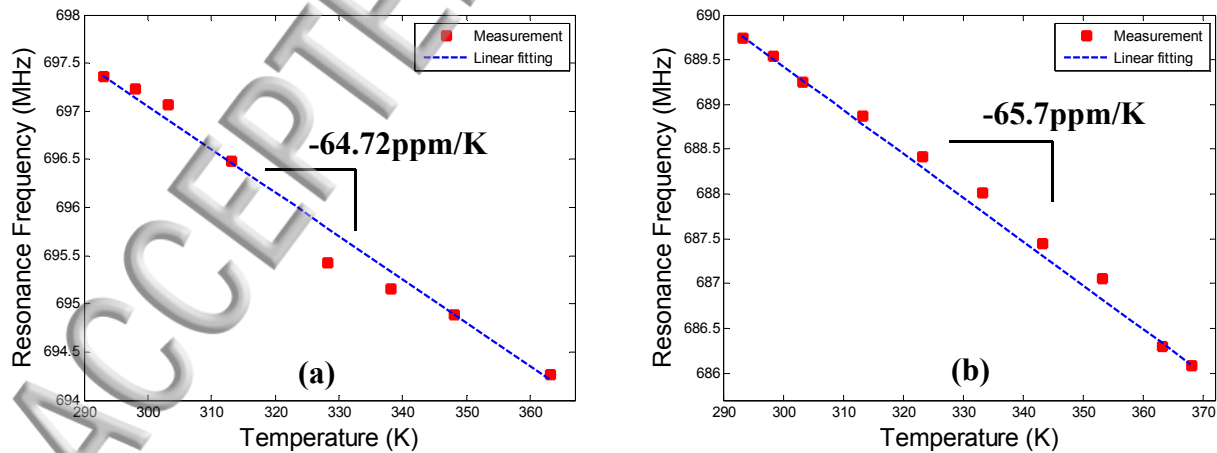 698
697.5
697
696.5
696
695.5
695
694.5
694
290
300
310
320
330
340
350
360
Resonance Frequency (MHz)
Temperature (K)
Measurement
Linear fitting
-64.72ppm/K
(a)
ACCEPTE
690
689.5
689
688.5
688
687.5
687
686.5
686
290
300
310
320
330
340
350
360
370
Resonance Frequency (MHz)
Temperature (K)
Measurement
Linear fitting
-65.7ppm/K
(b)